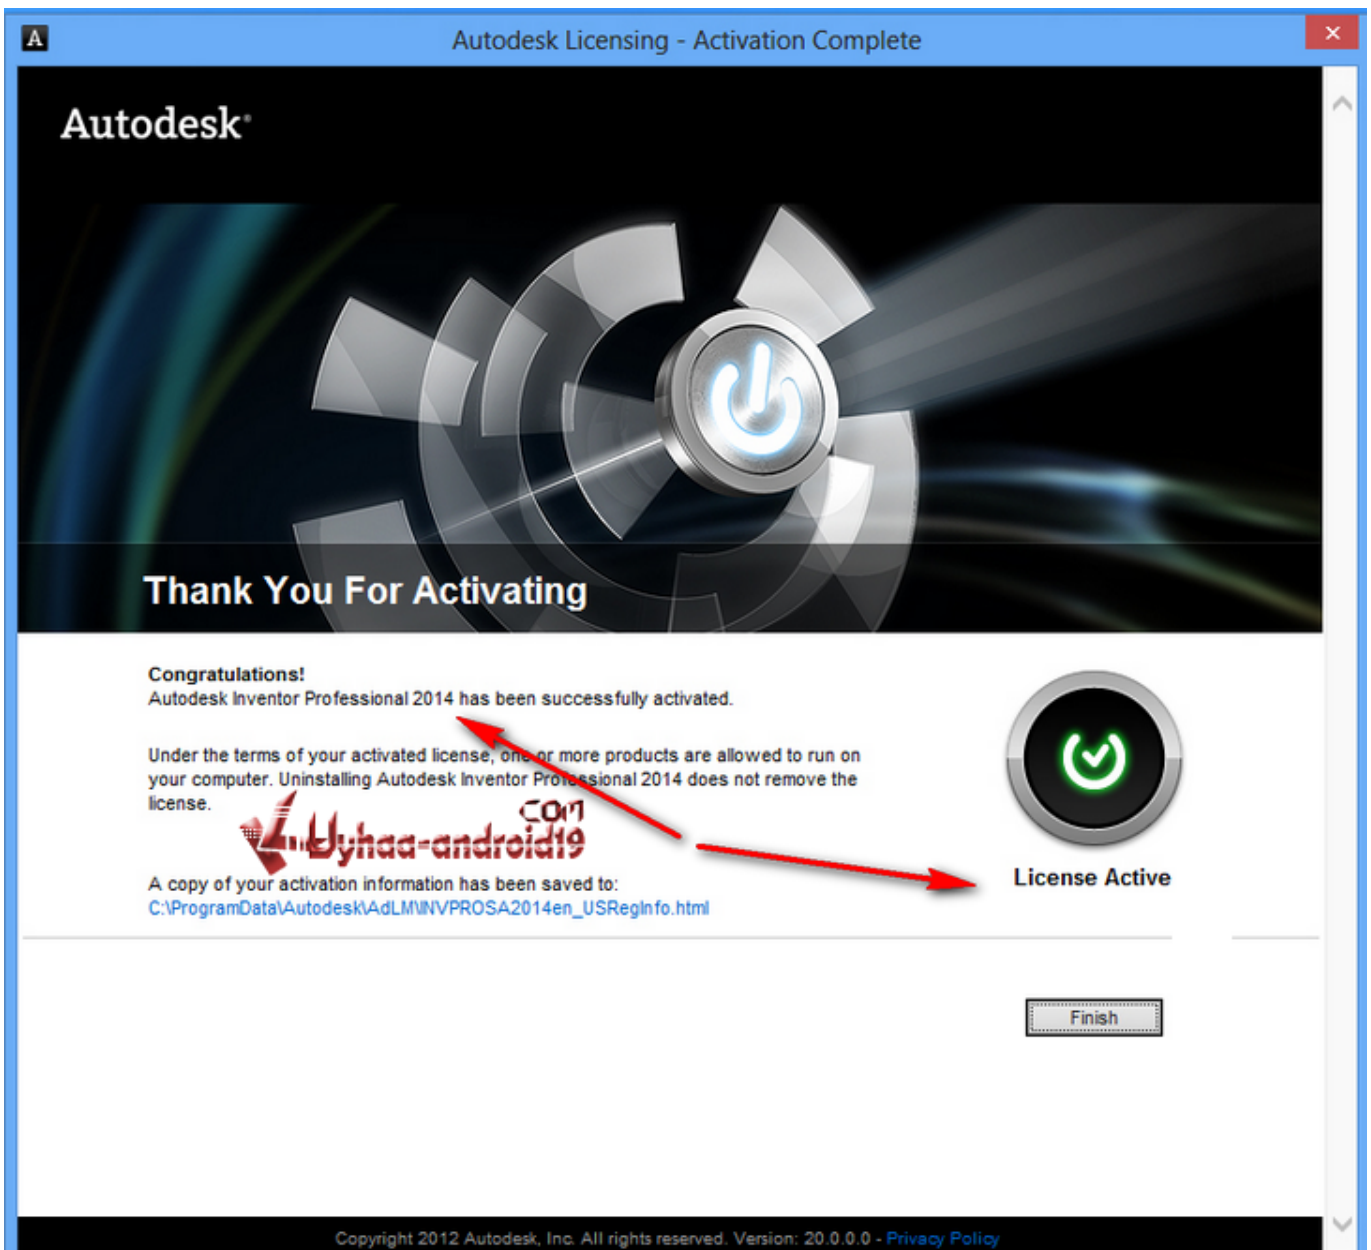 Autodesk Licensing - Activation Complete
Autodesk®
Thank You For Activating
Congratulations!
Autodesk Inventor Professional 2014 has been successfully activated.
Under the terms of your activated license, one or more products are allowed to run on
your computer. Uninstalling Autodesk Inventor Professional 2014 does not remove the
license.
com
Uyhaa-android19
A copy of your activation information has been saved to:
C:\ProgramData\Autodesk\AdLM\INVPROSA2014en_USRegInfo.html
License Active
Finish
Copyright 2012 Autodesk, Inc. All rights reserved. Version: 20.0.0.0 - Privacy Policy